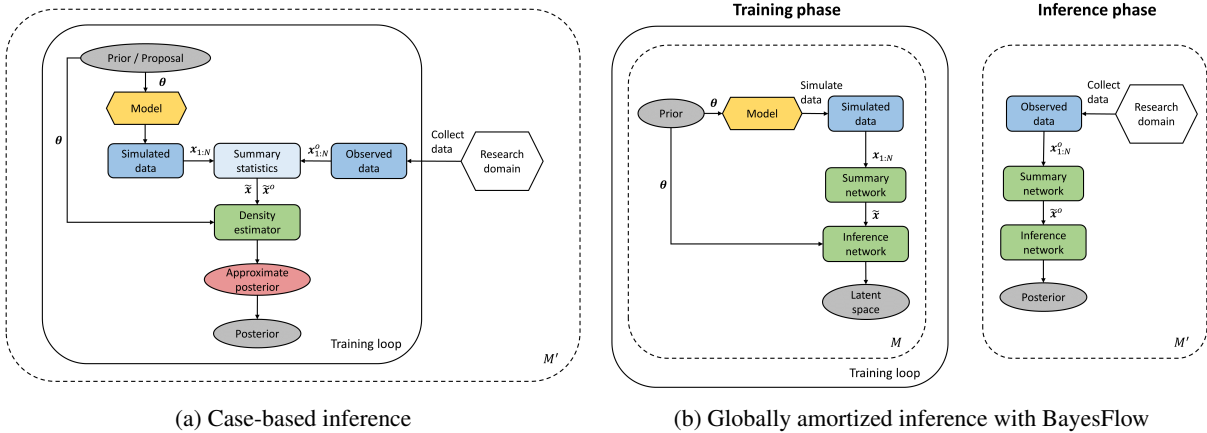 Prior / Proposal
θ
Model
θ
Simulated
data
x1:N
Summary
statistics
x^o1:N
Observed
data
Collect
data
Research
domain
x̃ x̃^o
Density
estimator
Approximate
posterior
Posterior
Training loop
M′
(a) Case-based inference
Training phase
Prior
θ
Model
Simulate
data
Simulated
data
x1:N
Summary
network
θ
x̃
Inference
network
Latent
space
M
Training loop
Inference phase
Observed
data
Collect
data
Research
domain
x^o1:N
Summary
network
x̃^o
Inference
network
Posterior
M′
(b) Globally amortized inference with BayesFlow